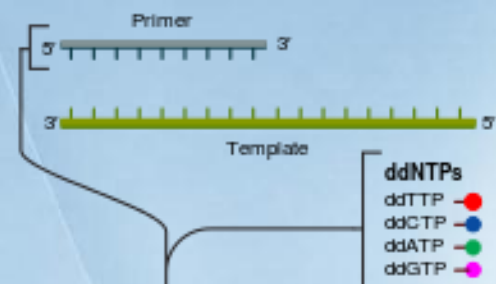 Primer
5' 3'
3' 5'
Template
ddNTPs
ddTTP
ddCTP
ddATP
ddGTP